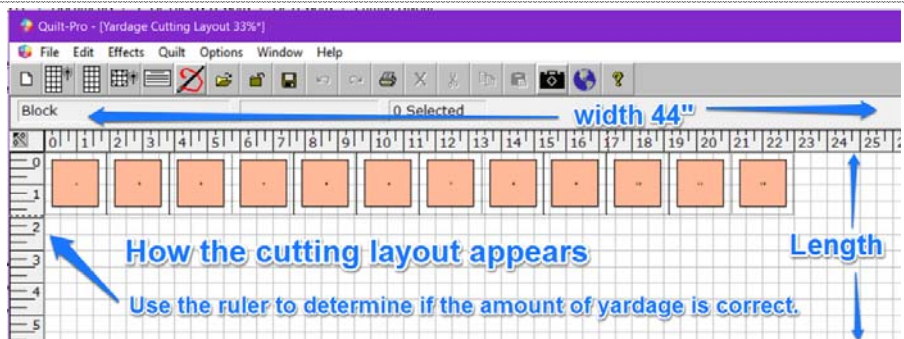 Quilt-Pro - [Yardage Cutting Layout 33%*]
File Edit Effects Quilt Options Window Help
Block
0 Selected
width 44"
0 1 2 3 4 5 6 7 8 9 10 11 12 13 14 15 16 17 18 19 20 21 22 23 24 25
0
1
2
3
4
5
How the cutting layout appears
Length
Use the ruler to determine if the amount of yardage is correct.